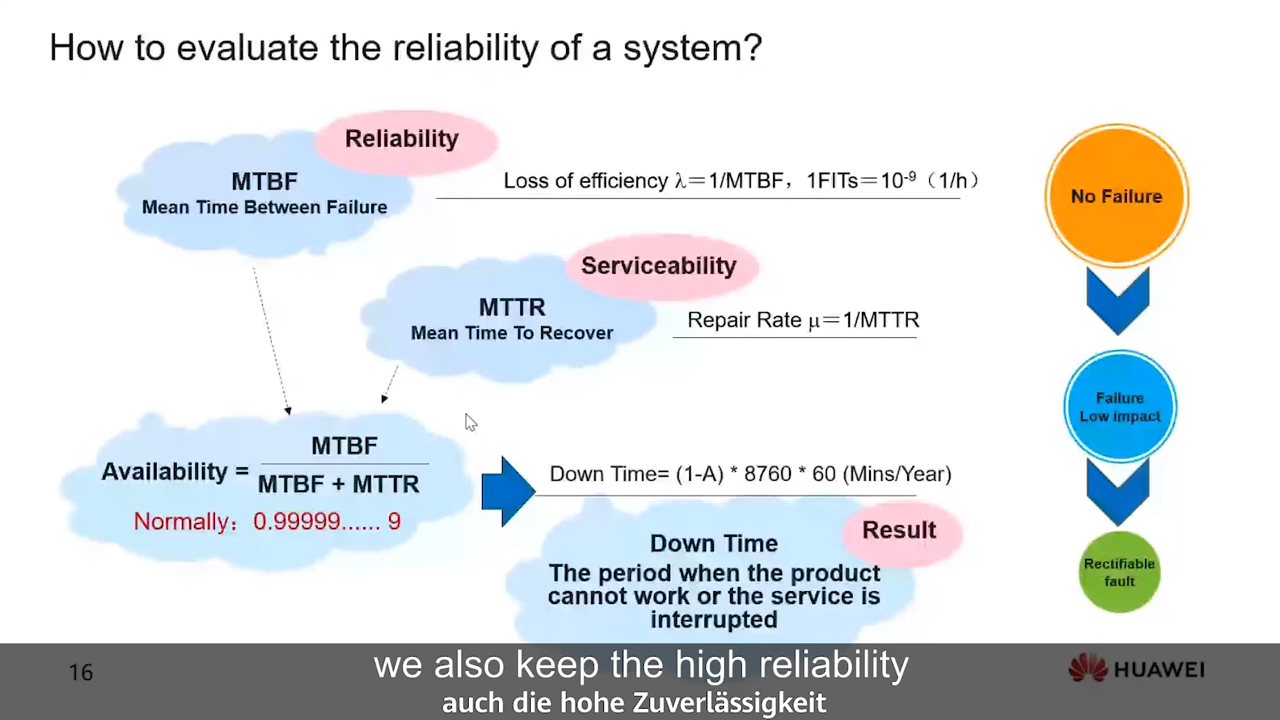 How to evaluate the reliability of a system?
Reliability
MTBF
Mean Time Between Failure
Loss of efficiency λ＝1/MTBF， 1FITs＝10⁻⁹（1/h）
No Failure
Serviceability
MTTR
Mean Time To Recover
Repair Rate μ＝1/MTTR
Failure
Low impact
Availability = MTBF
MTBF + MTTR
Normally： 0.99999...... 9
Down Time= (1-A) * 8760 * 60 (Mins/Year)
Result
Down Time
The period when the product
cannot work or the service is
interrupted
Rectifiable
fault
16
we also keep the high reliability
auch die hohe Zuverlässigkeit
HUAWEI